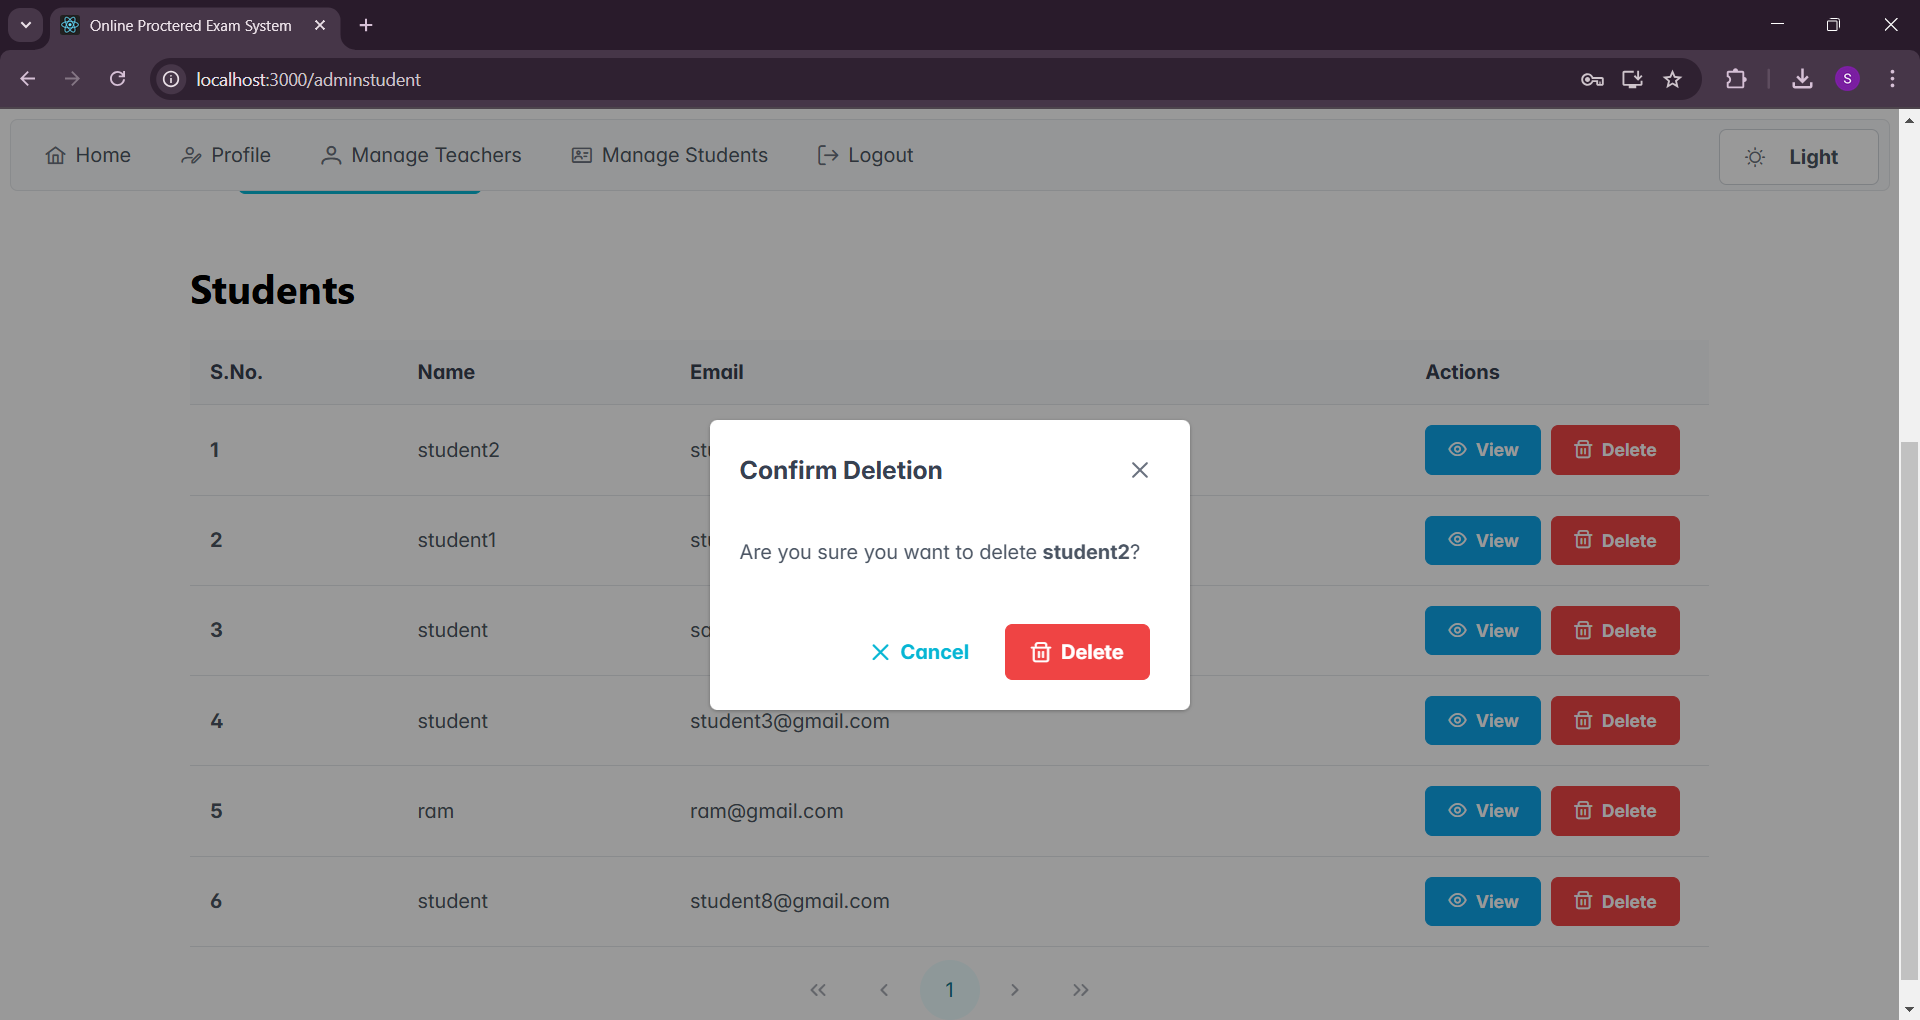 Online Proctered Exam System
localhost:3000/adminstudent
S
Home Profile Manage Teachers Manage Students Logout Light
Students
S.No. Name Email Actions
1 student2 View Delete
2 student1 View Delete
3 student View Delete
4 student student3@gmail.com View Delete
5 ram ram@gmail.com View Delete
6 student student8@gmail.com View Delete
Confirm Deletion
Are you sure you want to delete student2?
Cancel Delete
1